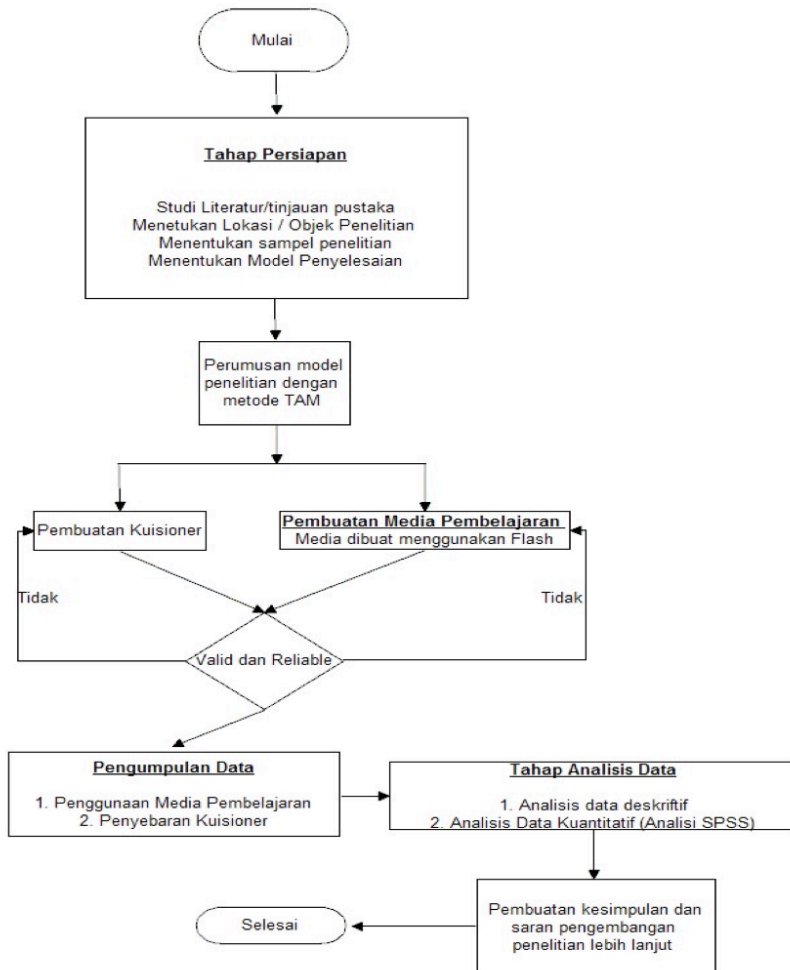 Mulai
Tahap Persiapan
Studi Literatur/tinjauan pustaka
Menetukan Lokasi / Objek Penelitian
Menentukan sampel penelitian
Menentukan Model Penyelesaian
Perumusan model
penelitian dengan
metode TAM
Pembuatan Kuisioner
Pembuatan Media Pembelajaran
Media dibuat menggunakan Flash
Tidak
Tidak
Valid dan Reliable
Pengumpulan Data
1. Penggunaan Media Pembelajaran
2. Penyebaran Kuisioner
Tahap Analisis Data
1. Analisis data deskriftif
2. Analisis Data Kuantitatif (Analisi SPSS)
Pembuatan kesimpulan dan
saran pengembangan
penelitian lebih lanjut
Selesai